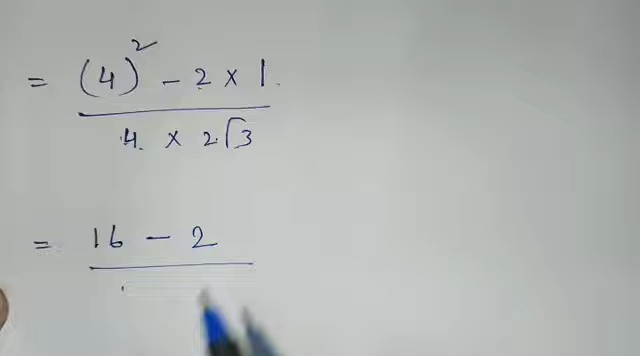 = (4)² - 2 × 1
4 × 2√3
= 16 - 2